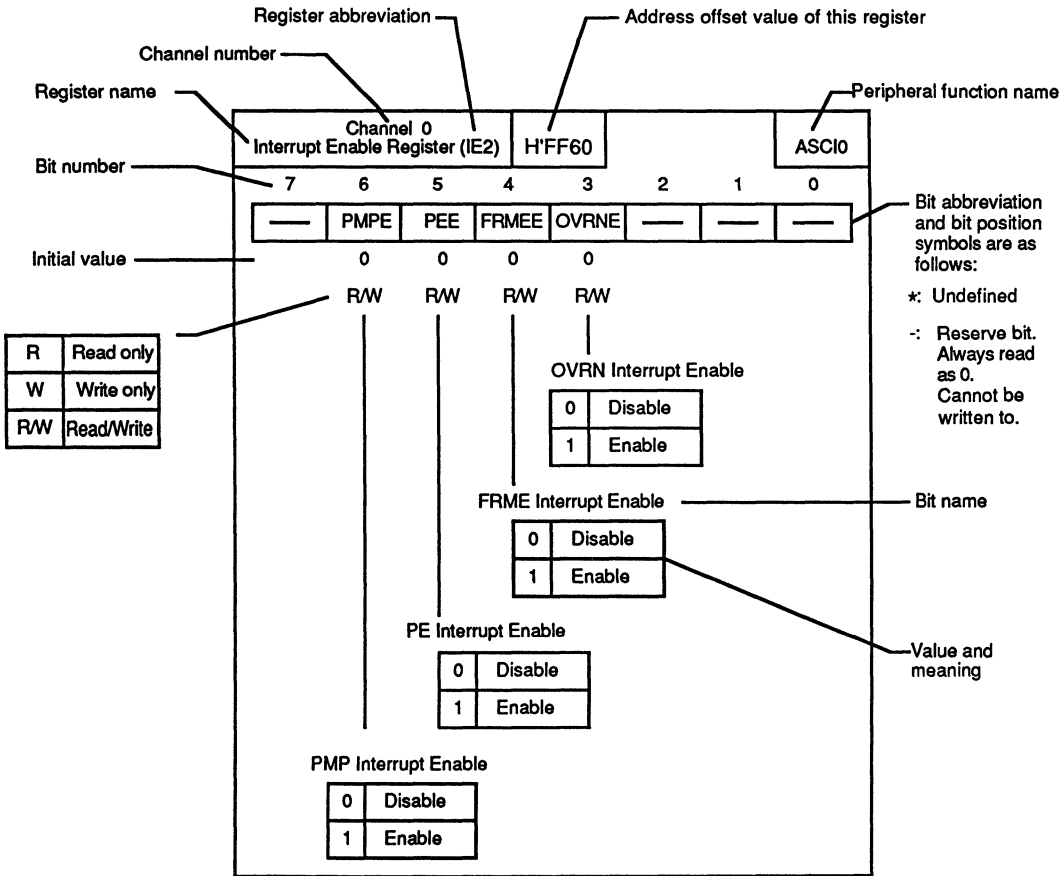 Register abbreviation
Address offset value of this register
Channel number
Register name
Peripheral function name
Channel 0
Interrupt Enable Register (IE2)
H'FF60
ASCI0
Bit number
7 6 5 4 3 2 1 0
— PMPE PEE FRMEE OVRNE — — —
Bit abbreviation
and bit position
symbols are as
follows:
Initial value
0 0 0 0
R/W R/W R/W R/W
*: Undefined
-: Reserve bit.
Always read
as 0.
Cannot be
written to.
R Read only
W Write only
R/W Read/Write
OVRN Interrupt Enable
0 Disable
1 Enable
FRME Interrupt Enable
Bit name
0 Disable
1 Enable
PE Interrupt Enable
0 Disable
1 Enable
Value and
meaning
PMP Interrupt Enable
0 Disable
1 Enable